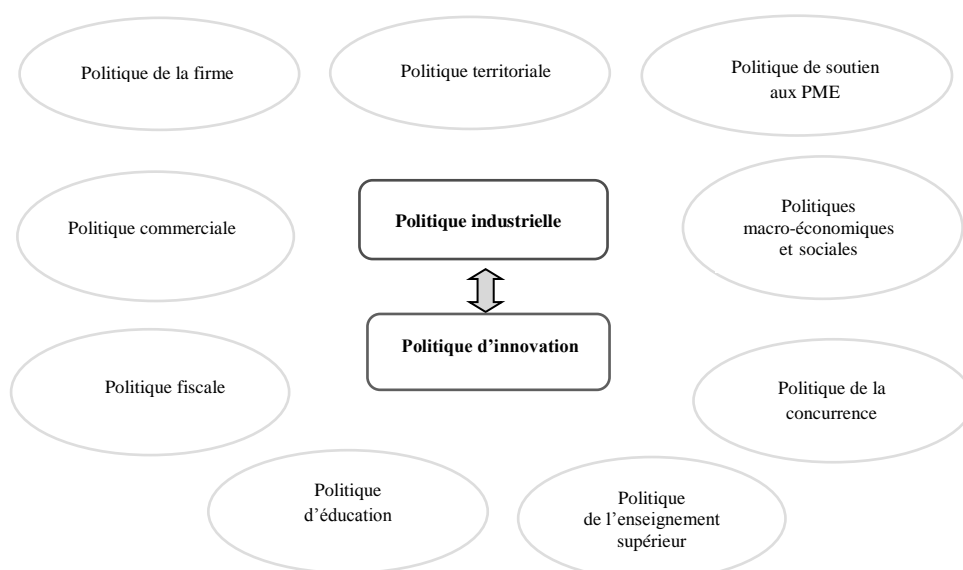 Politique de la firme
Politique territoriale
Politique de soutien
aux PME
Politique industrielle
Politique commerciale
Politiques
macro-économiques
et sociales
Politique d’innovation
Politique fiscale
Politique de la
concurrence
Politique
d’éducation
Politique
de l’enseignement
supérieur